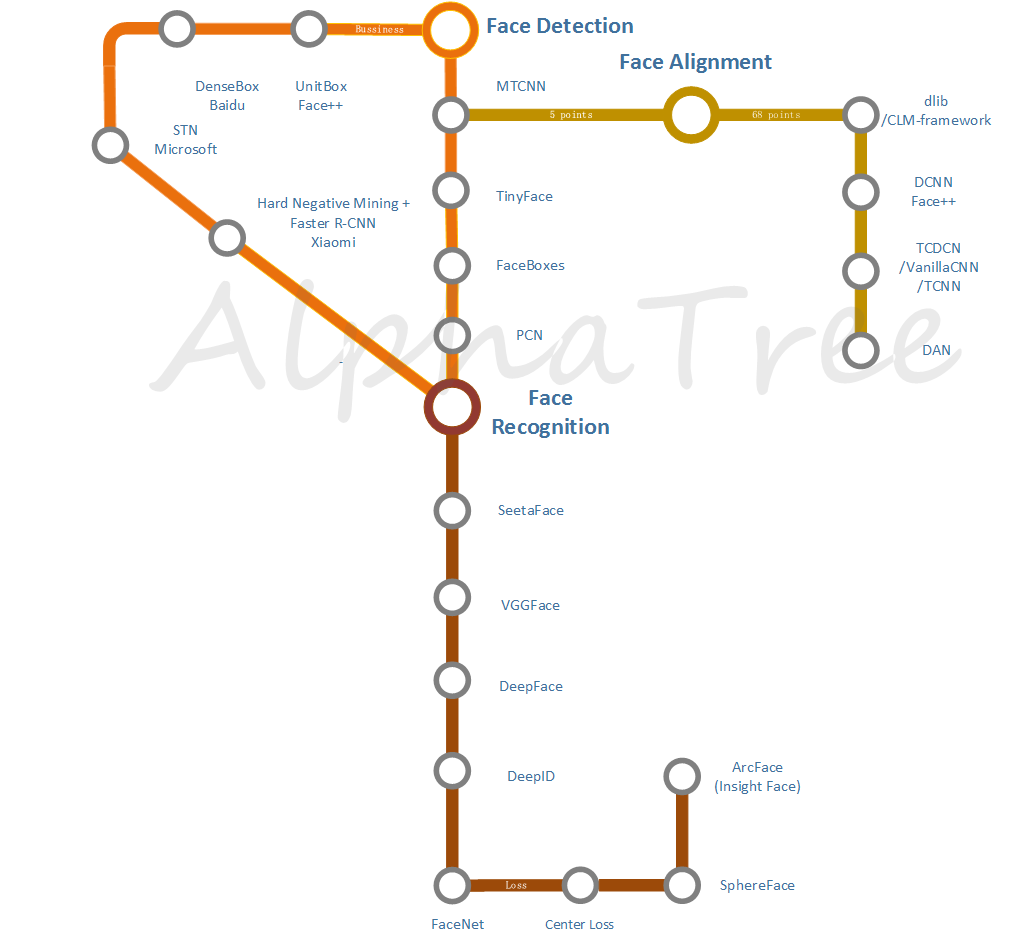 Bussiness
Face Detection
Face Alignment
DenseBox
Baidu
UnitBox
Face++
MTCNN
5 points
68 points
dlib
/CLM-framework
STN
Microsoft
DCNN
Face++
TinyFace
Hard Negative Mining +
Faster R-CNN
Xiaomi
TCDCN
/VanillaCNN
/TCNN
FaceBoxes
AlphaTree
PCN
DAN
-
Face
Recognition
SeetaFace
VGGFace
DeepFace
DeepID
ArcFace
(Insight Face)
Loss
SphereFace
FaceNet
Center Loss